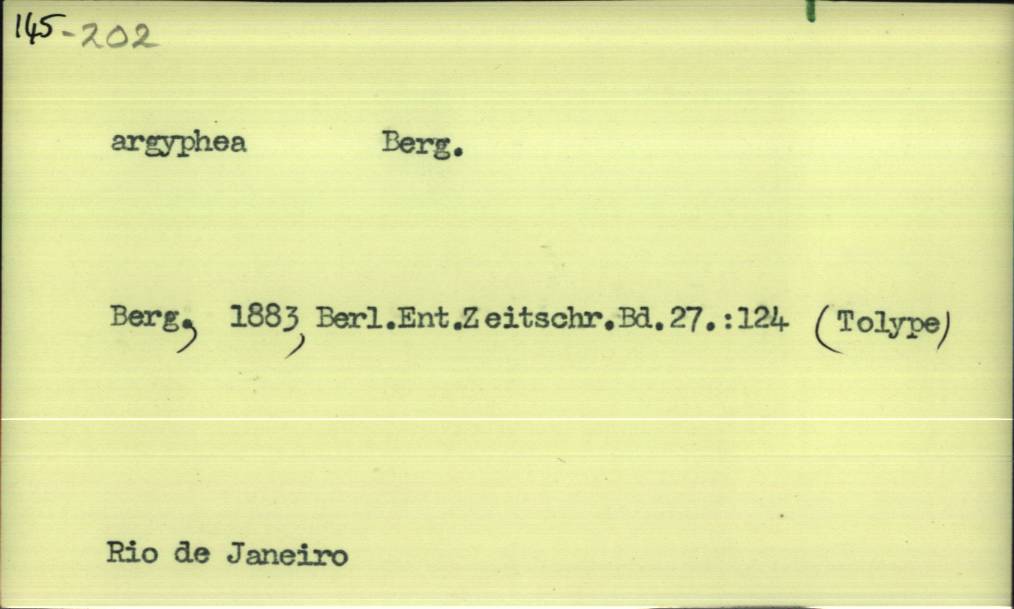 145-202
argyphea Berg.
Berg., 1883, Berl.Ent.Zeitschr.Bd.27.:124 (Tolype)
Rio de Janeiro